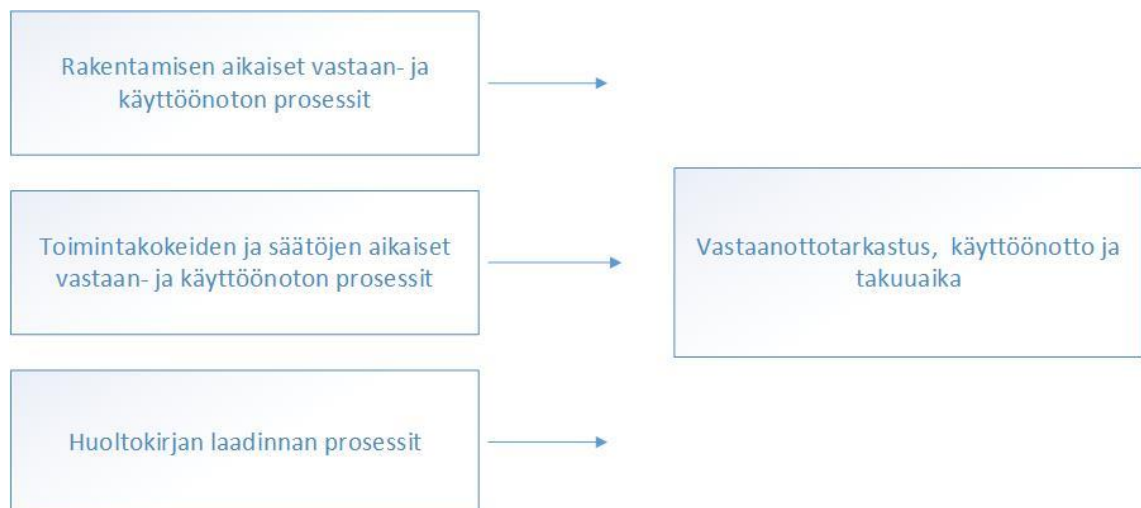 Rakentamisen aikaiset vastaan- ja
käyttöönoton prosessit
Toimintakokeiden ja säätöjen aikaiset
vastaan- ja käyttöönoton prosessit
Vastaanottotarkastus, käyttöönotto ja
takuuaika
Huoltokirjan laadinnan prosessit